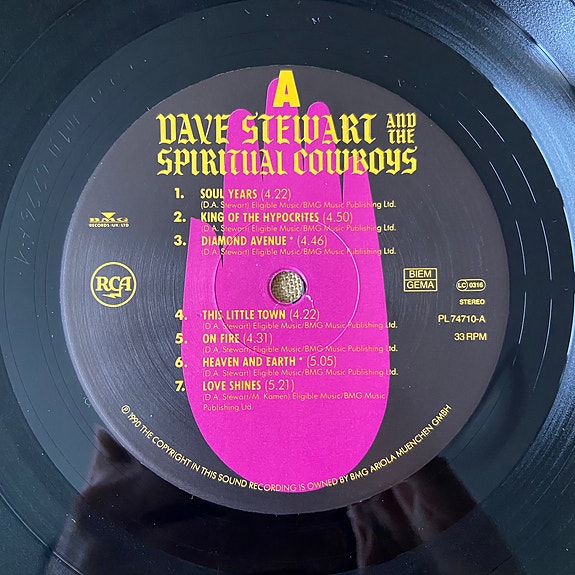 A
DAVE STEWART AND THE
SPIRITUAL COWBOYS
1. SOUL YEARS (4.22)
(D.A. Stewart) Eligible Music/BMG Music Publishing Ltd.
2. KING OF THE HYPOCRITES (4.50)
(D.A. Stewart) Eligible Music/BMG Music Publishing Ltd.
3. DIAMOND AVENUE * (4.46)
(D.A. Stewart) Eligible Music/BMG Music Publishing Ltd.
BMG
RECORDS (UK) LTD
RCA
BIEM
GEMA
LC 0316
STEREO
PL 74710-A
33 RPM
4. THIS LITTLE TOWN (4.22)
(D.A. Stewart) Eligible Music/BMG Music Publishing Ltd.
5. ON FIRE (4.31)
(D.A. Stewart) Eligible Music/BMG Music Publishing Ltd.
6. HEAVEN AND EARTH * (5.05)
(D.A. Stewart) Eligible Music/BMG Music Publishing Ltd.
7. LOVE SHINES (5.21)
(D.A. Stewart/M. Kamen) Eligible Music/BMG Music
Publishing Ltd.
℗ 1990 THE COPYRIGHT IN THIS SOUND RECORDING IS OWNED BY BMG ARIOLA MUENCHEN GMBH